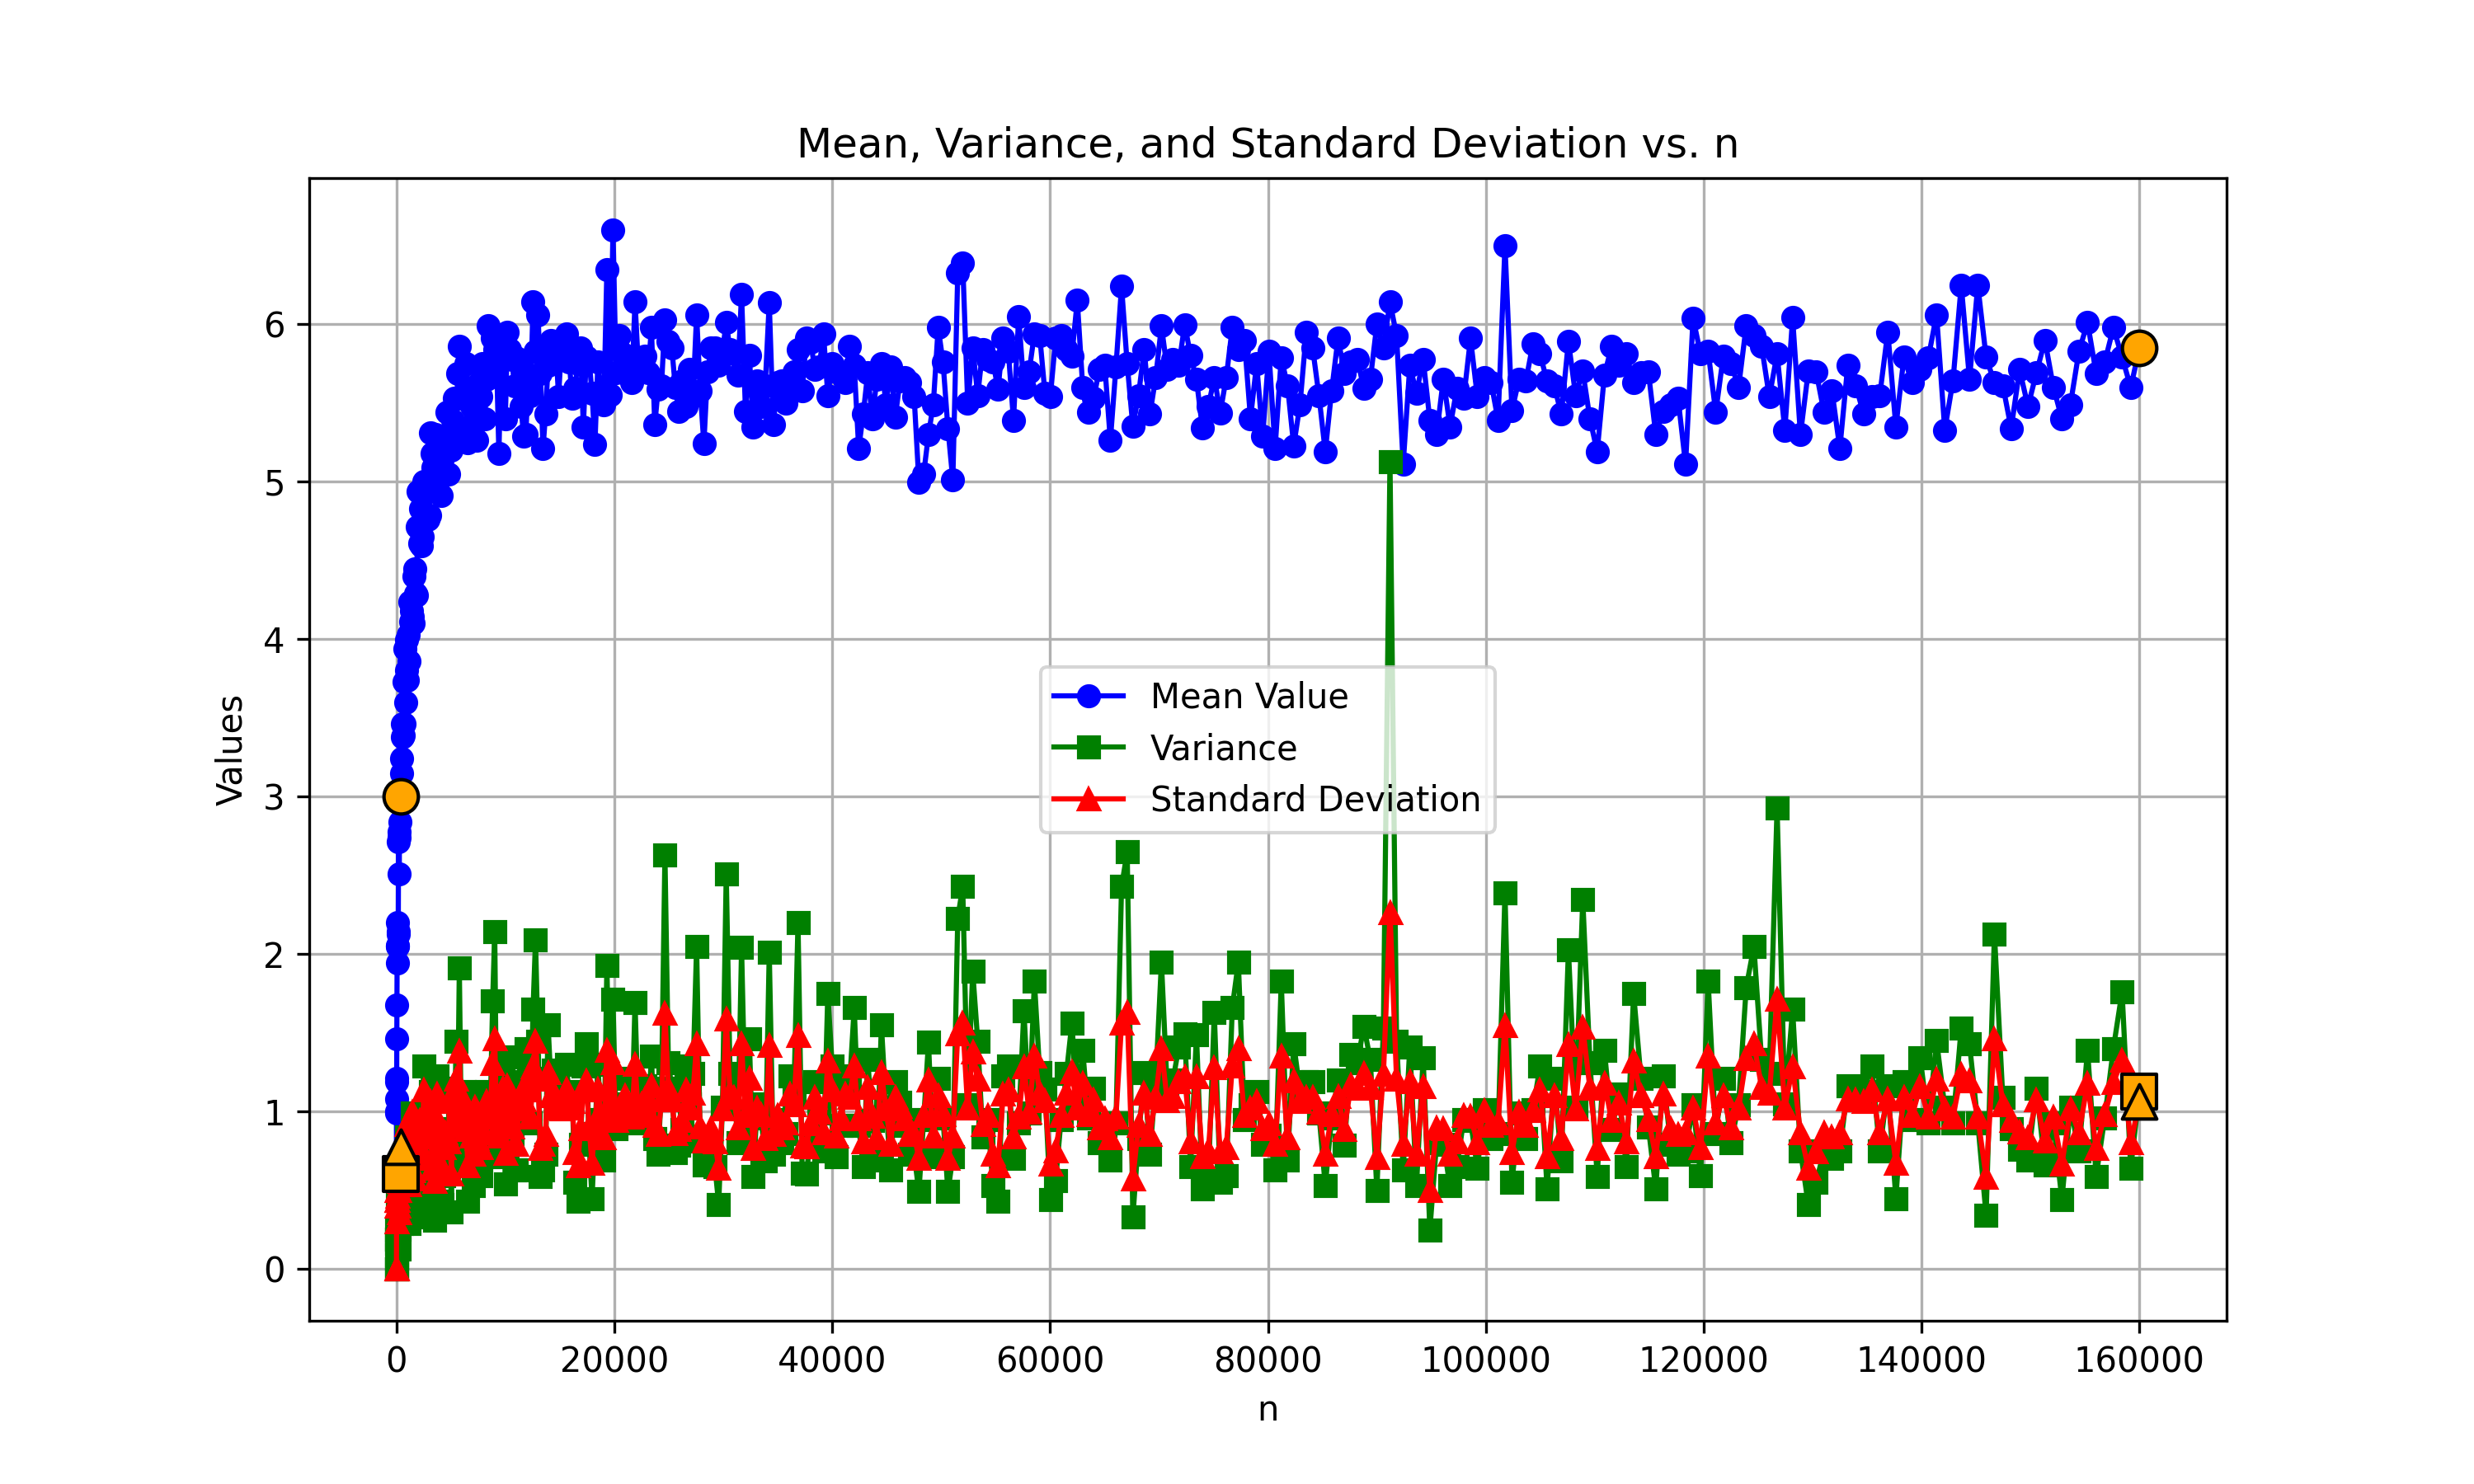 Mean, Variance, and Standard Deviation vs. n
Values
6
5
4
3
2
1
0
Mean Value
Variance
Standard Deviation
0 20000 40000 60000 80000 100000 120000 140000 160000
n